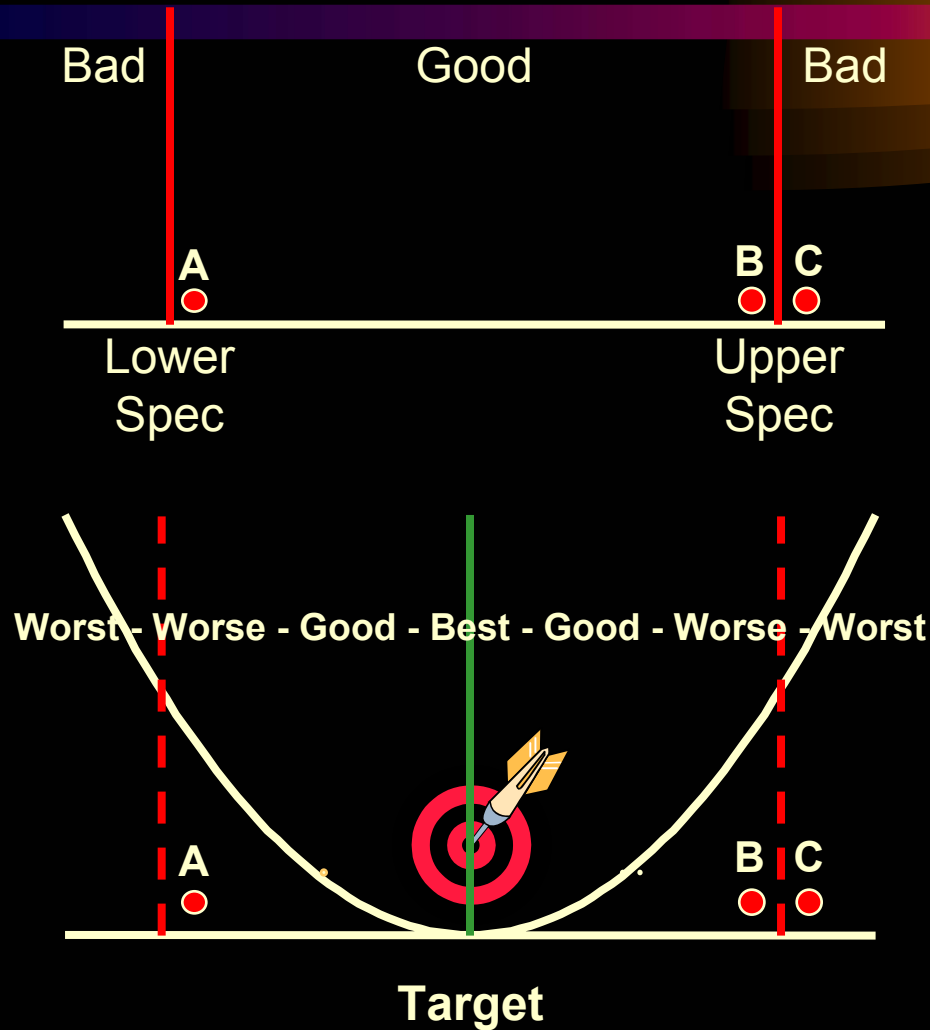 Bad Good Bad
A B C
Lower Upper
Spec Spec
Worst - Worse - Good - Best - Good - Worse - Worst
A B C
Target